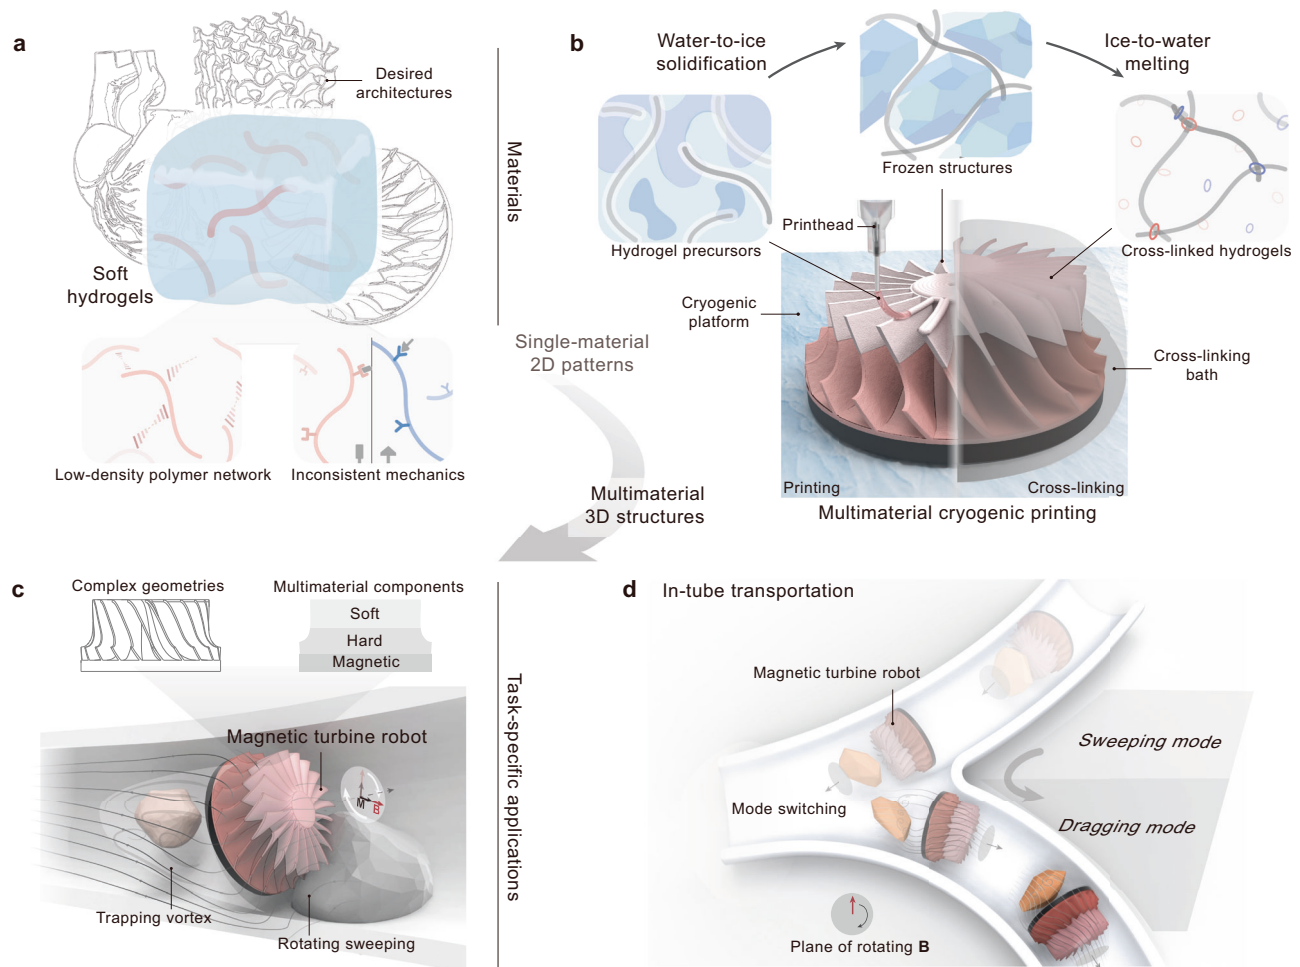 a
Desired
architectures
Soft
hydrogels
Low-density polymer network
Inconsistent mechanics
Materials
Single-material
2D patterns
Multimaterial
3D structures
b
Water-to-ice
solidification
Ice-to-water
melting
Frozen structures
Printhead
Hydrogel precursors
Cross-linked hydrogels
Cryogenic
platform
Cross-linking
bath
Printing
Cross-linking
Multimaterial cryogenic printing
c
Complex geometries
Multimaterial components
Soft
Hard
Magnetic
Magnetic turbine robot
M
B
Trapping vortex
Rotating sweeping
Task-specific applications
d
In-tube transportation
Magnetic turbine robot
Sweeping mode
Mode switching
Dragging mode
Plane of rotating B